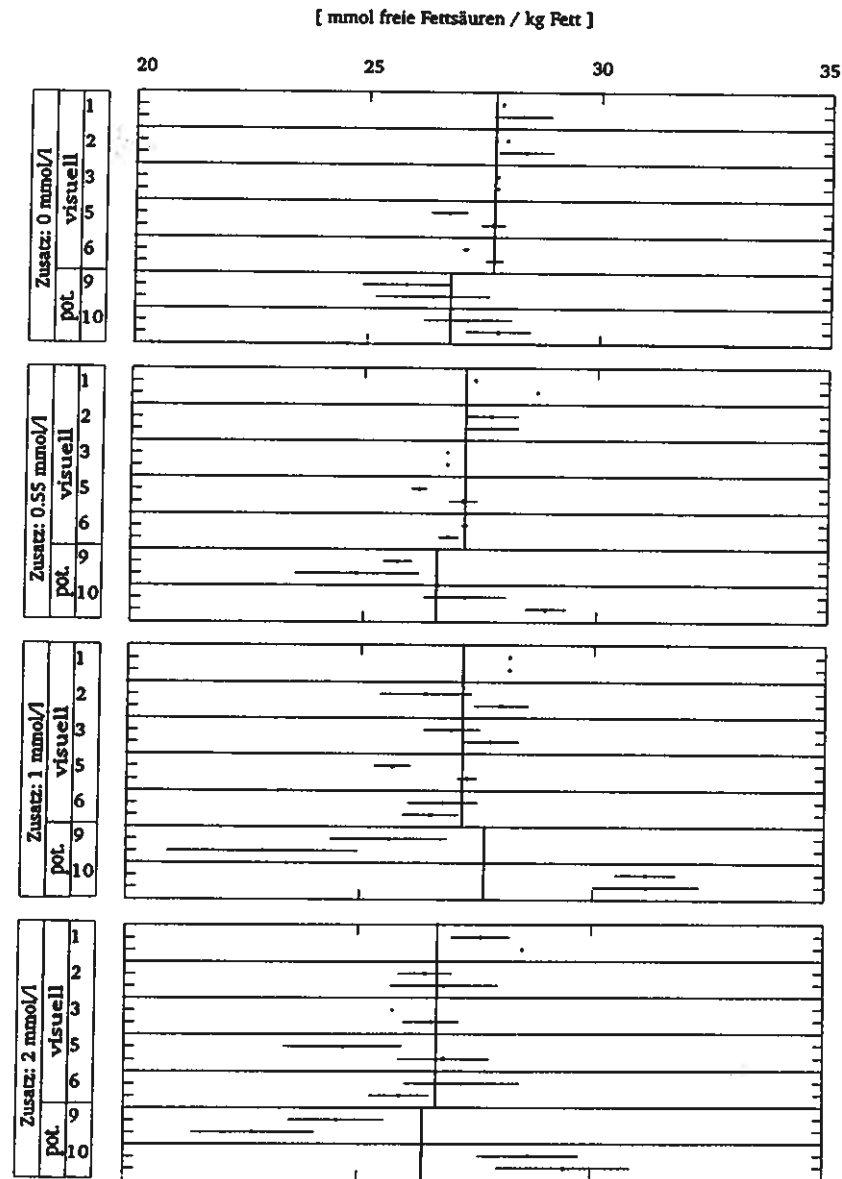 [ mmol freie Fettsäuren / kg Fett ]
20 25 30 35
Zusatz: 0 mmol/l
visuell
1
2
3
5
6
pot.
9
10
Zusatz: 0.55 mmol/l
visuell
1
2
3
5
6
pot.
9
10
Zusatz: 1 mmol/l
visuell
1
2
3
5
6
pot.
9
10
Zusatz: 2 mmol/l
visuell
1
2
3
5
6
pot.
9
10